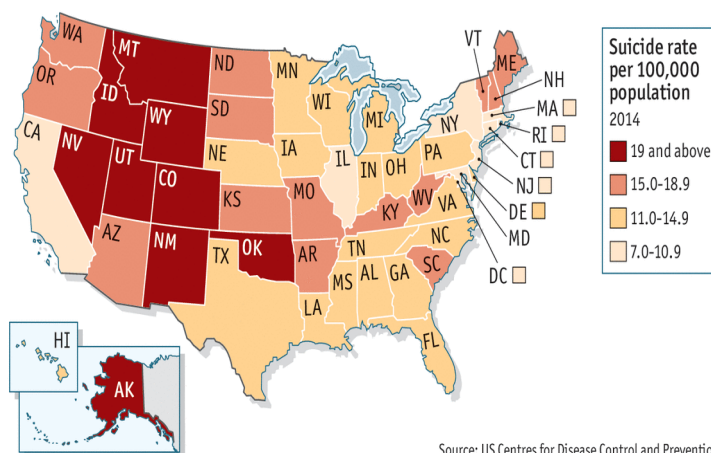 WA
MT
ND
MN
VT
ME
OR
ID
SD
WI
MI
NY
NH
MA
RI
CT
NJ
DE
MD
DC
WY
CA
NV
UT
CO
NE
IA
IL
IN
OH
PA
KS
MO
KY
WV
VA
AZ
NM
OK
AR
TN
NC
SC
TX
LA
MS
AL
GA
FL
HI
AK
Suicide rate
per 100,000
population
2014
19 and above
15.0-18.9
11.0-14.9
7.0-10.9
Source: US Centres for Disease Control and Preventio